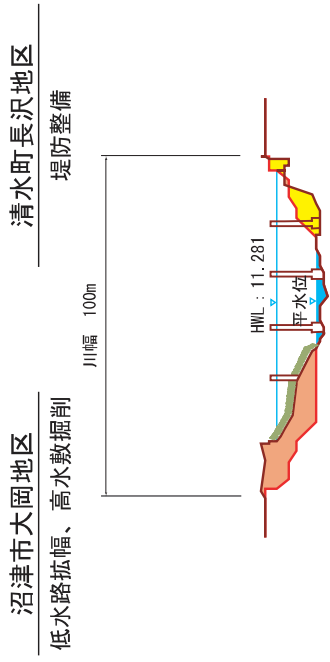 沼津市大岡地区
低水路拡幅、高水敷掘削
清水町長沢地区
堤防整備
川幅 100m
HWL : 11.281
平水位